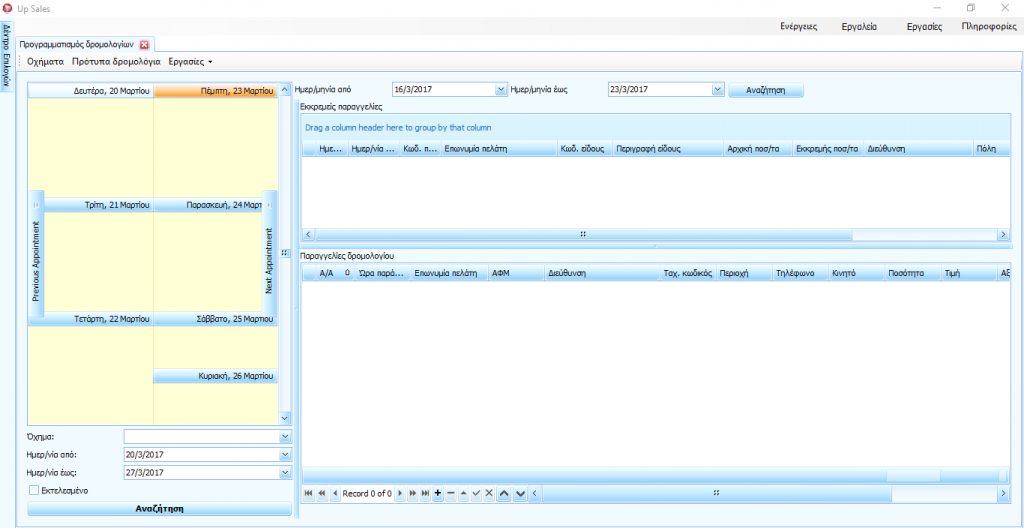 Up Sales
Ενέργειες Εργαλεία Εργασίες Πληροφορίες
Δέντρο Επιλογών
Προγραμματισμός δρομολογίων
Οχήματα Πρότυπα δρομολόγια Εργασίες
Δευτέρα, 20 Μαρτίου Πέμπτη, 23 Μαρτίου
Τρίτη, 21 Μαρτίου Παρασκευή, 24 Μαρτ
Previous Appointment
Next Appointment
Τετάρτη, 22 Μαρτίου Σάββατο, 25 Μαρτίου
Κυριακή, 26 Μαρτίου
Όχημα:
Ημερ/νία από: 20/3/2017
Ημερ/νία έως: 27/3/2017
Εκτελεσμένο
Αναζήτηση
Ημερ/μηνία από 16/3/2017 Ημερ/μηνία έως 23/3/2017 Αναζήτηση
Εκκρεμείς παραγγελίες
Drag a column header here to group by that column
Ημε... Ημερ/νία ... Κωδ. π... Επωνυμία πελάτη Κωδ. είδους Περιγραφή είδους Αρχική ποσ/τα Εκκρεμής ποσ/τα Διεύθυνση Πόλη
Παραγγελίες δρομολογίου
Α/Α Ώρα παρά... Επωνυμία πελάτη ΑΦΜ Διεύθυνση Ταχ. κωδικός Περιοχή Τηλέφωνο Κινητό Ποσότητα Τιμή Αξ
Record 0 of 0